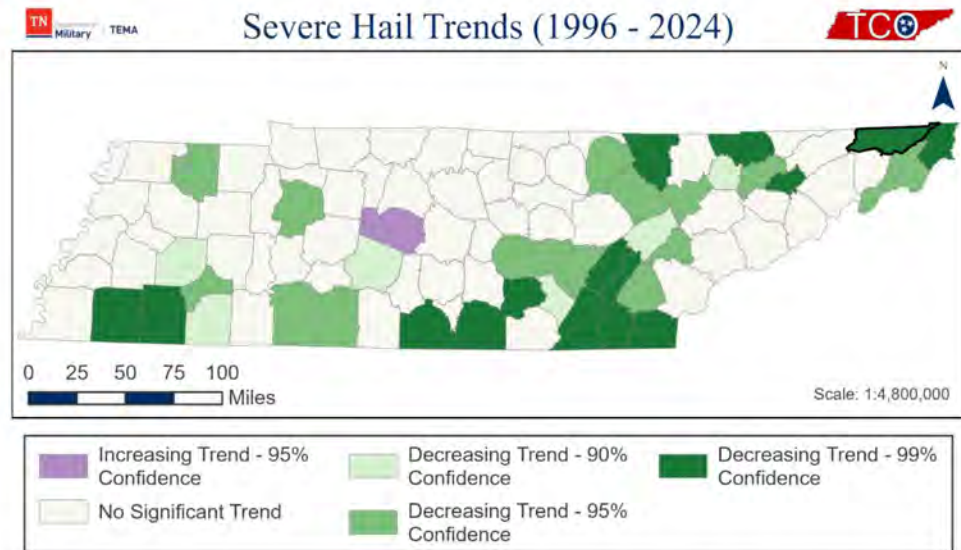 TN
Department of
Military
TEMA
Severe Hail Trends (1996 - 2024)
TCO
N
0 25 50 75 100
Miles
Scale: 1:4,800,000
Increasing Trend - 95%
Confidence
No Significant Trend
Decreasing Trend - 90%
Confidence
Decreasing Trend - 95%
Confidence
Decreasing Trend - 99%
Confidence